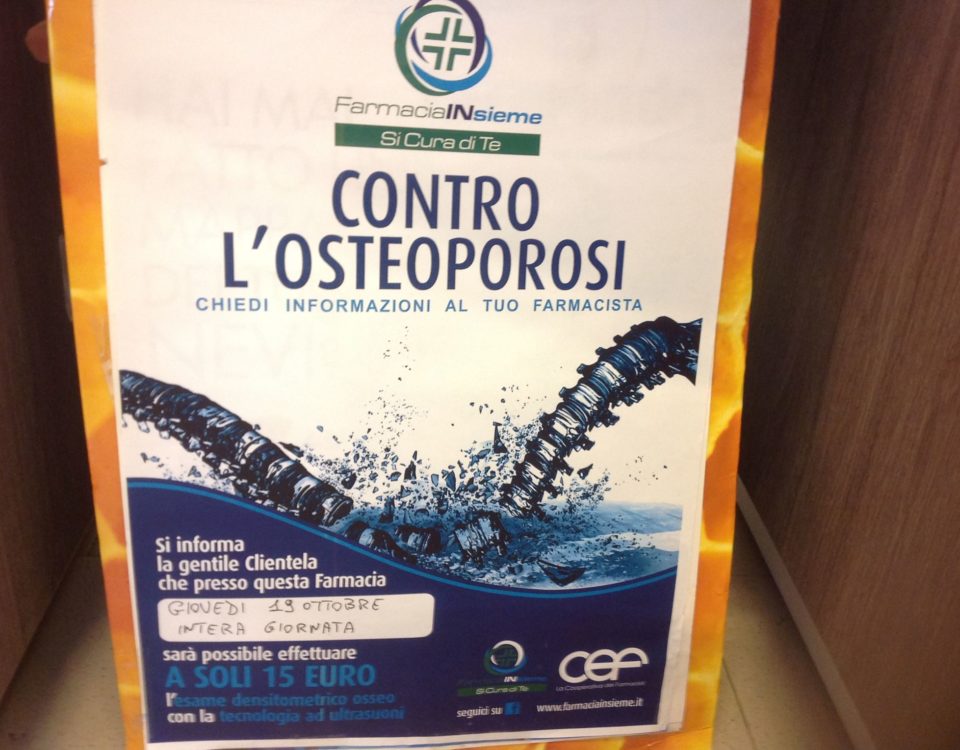 FarmaciaINsieme
Si Cura di Te
CONTRO
L'OSTEOPOROSI
CHIEDI INFORMAZIONI AL TUO FARMACISTA
Si informa
la gentile Clientela
che presso questa Farmacia
GIOVEDI 19 OTTOBRE
INTERA GIORNATA
sarà possibile effettuare
A SOLI 15 EURO
l'esame densitometrico osseo
con la tecnologia ad ultrasuoni
INsieme
Si Cura di Te
seguici su f
cef
La Cooperativa dei Farmacisti
www.farmaciainsieme.it